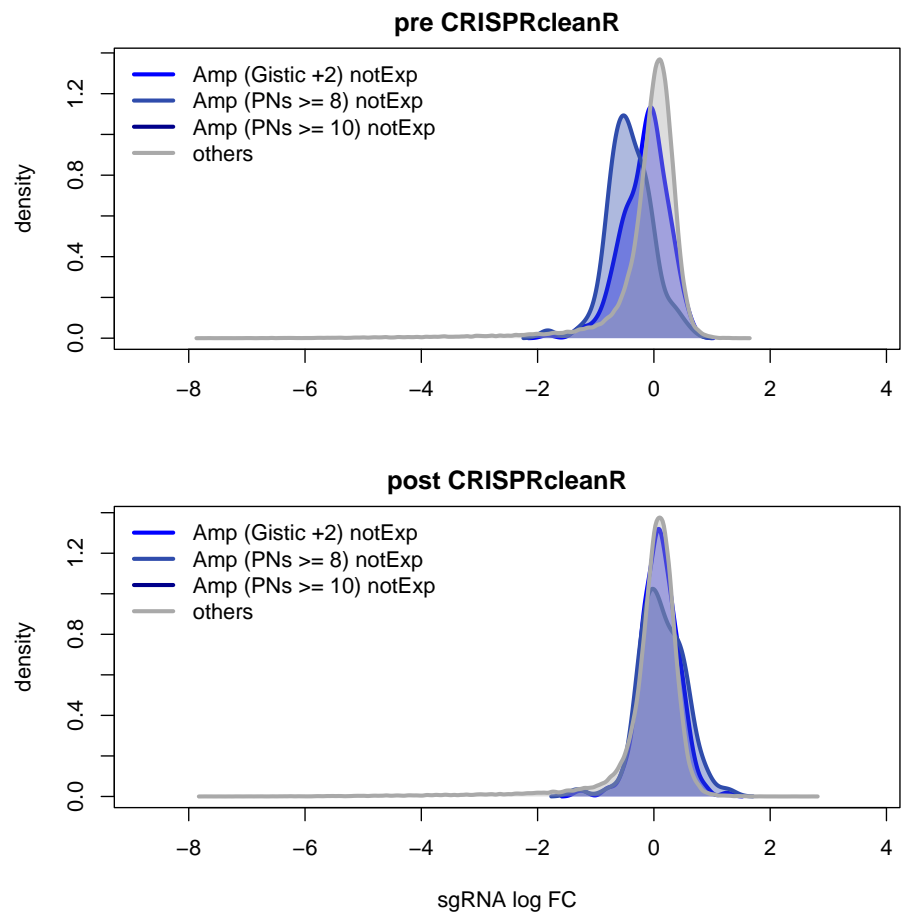 pre CRISPRcleanR
Amp (Gistic +2) notExp
Amp (PNs >= 8) notExp
Amp (PNs >= 10) notExp
others
density
0.0 0.4 0.8 1.2
−8 −6 −4 −2 0 2 4
post CRISPRcleanR
Amp (Gistic +2) notExp
Amp (PNs >= 8) notExp
Amp (PNs >= 10) notExp
others
density
0.0 0.4 0.8 1.2
−8 −6 −4 −2 0 2 4
sgRNA log FC